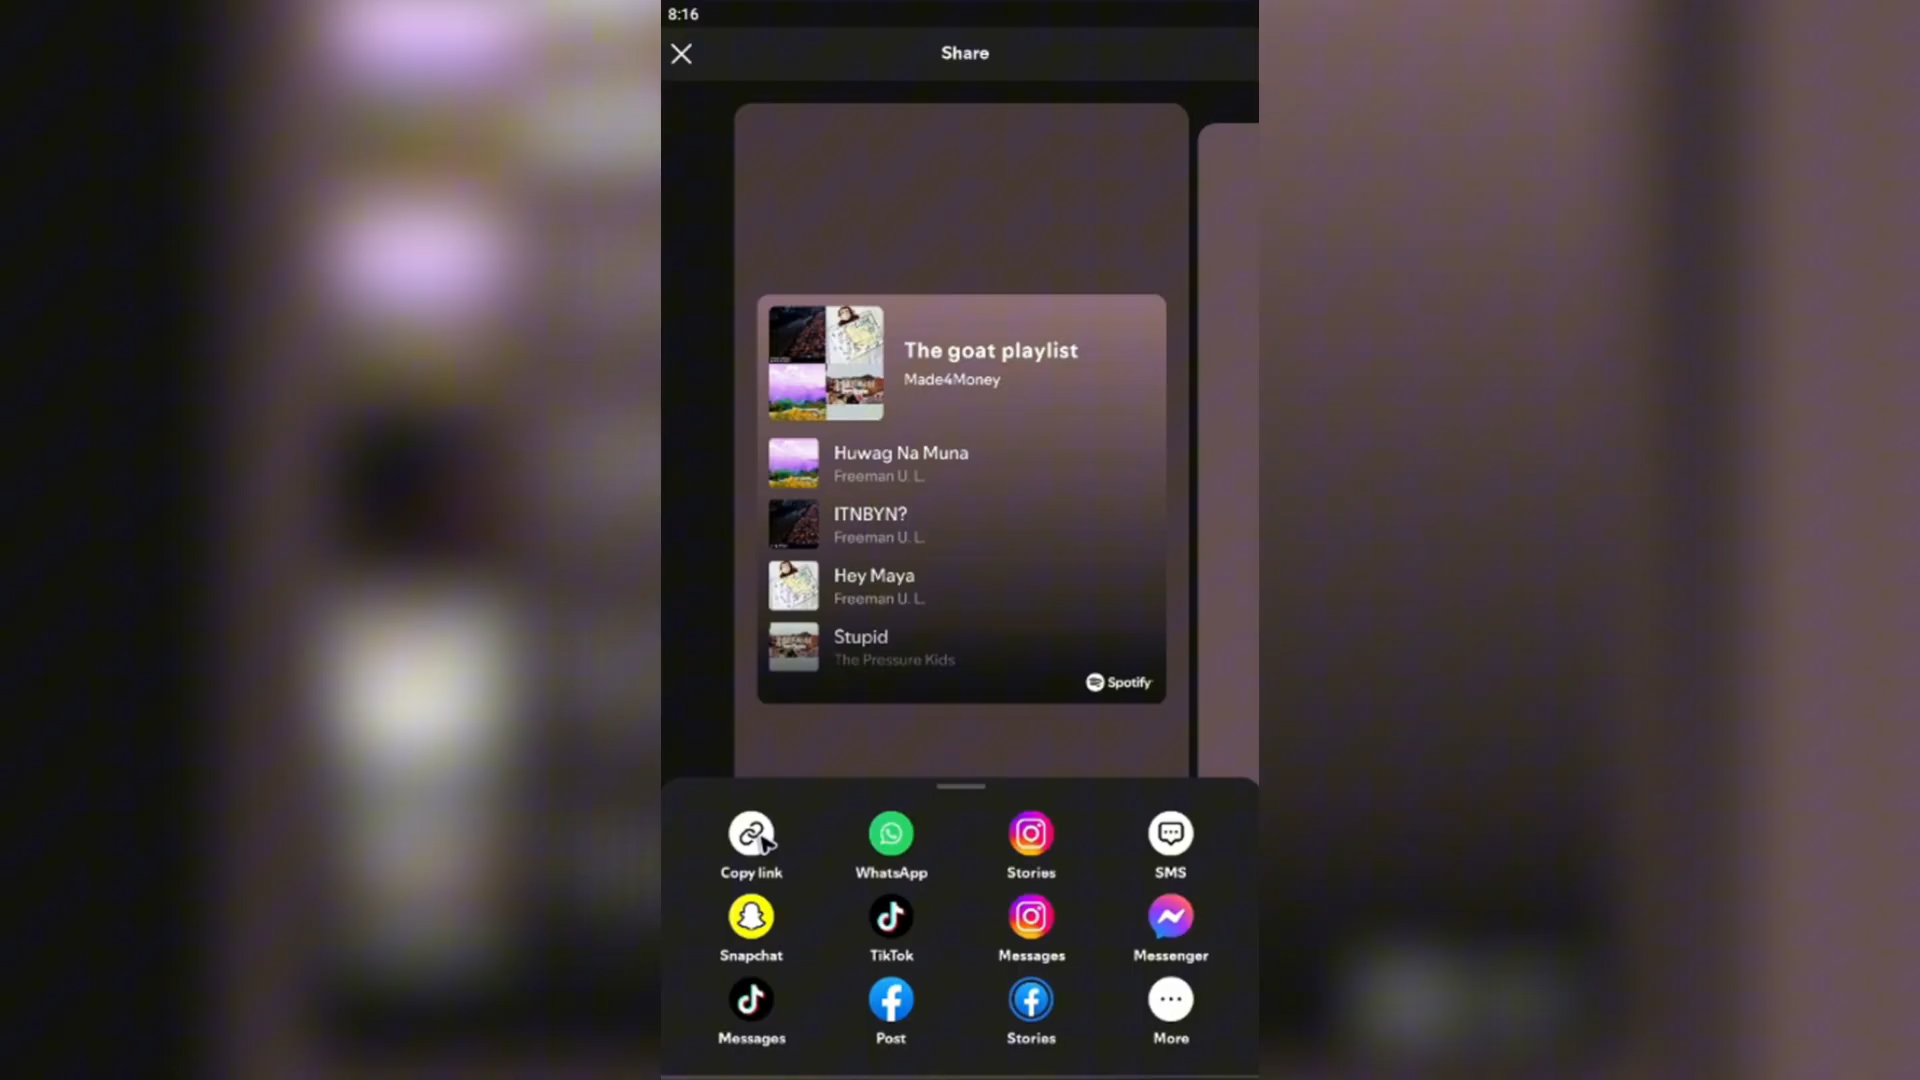 8:16
Share
The goat playlist
Made4Money
Huwag Na Muna
Freeman U. L.
ITNBYN?
Freeman U. L.
Hey Maya
Freeman U. L.
Stupid
The Pressure Kids
Spotify
Copy link
WhatsApp
Stories
SMS
Snapchat
TikTok
Messages
Messenger
Messages
Post
Stories
More